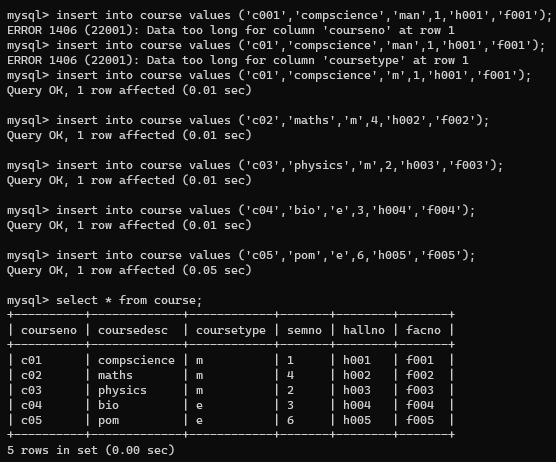 mysql> insert into course values ('c001','compscience','man',1,'h001','f001');
ERROR 1406 (22001): Data too long for column 'courseno' at row 1
mysql> insert into course values ('c01','compscience','man',1,'h001','f001');
ERROR 1406 (22001): Data too long for column 'coursetype' at row 1
mysql> insert into course values ('c01','compscience','m',1,'h001','f001');
Query OK, 1 row affected (0.01 sec)

mysql> insert into course values ('c02','maths','m',4,'h002','f002');
Query OK, 1 row affected (0.01 sec)

mysql> insert into course values ('c03','physics','m',2,'h003','f003');
Query OK, 1 row affected (0.01 sec)

mysql> insert into course values ('c04','bio','e',3,'h004','f004');
Query OK, 1 row affected (0.01 sec)

mysql> insert into course values ('c05','pom','e',6,'h005','f005');
Query OK, 1 row affected (0.05 sec)

mysql> select * from course;
+----------+-------------+------------+-------+--------+-------+
| courseno | coursedesc  | coursetype | semno | hallno | facno |
+----------+-------------+------------+-------+--------+-------+
| c01      | compscience | m          | 1     | h001   | f001  |
| c02      | maths       | m          | 4     | h002   | f002  |
| c03      | physics     | m          | 2     | h003   | f003  |
| c04      | bio         | e          | 3     | h004   | f004  |
| c05      | pom         | e          | 6     | h005   | f005  |
+----------+-------------+------------+-------+--------+-------+
5 rows in set (0.00 sec)